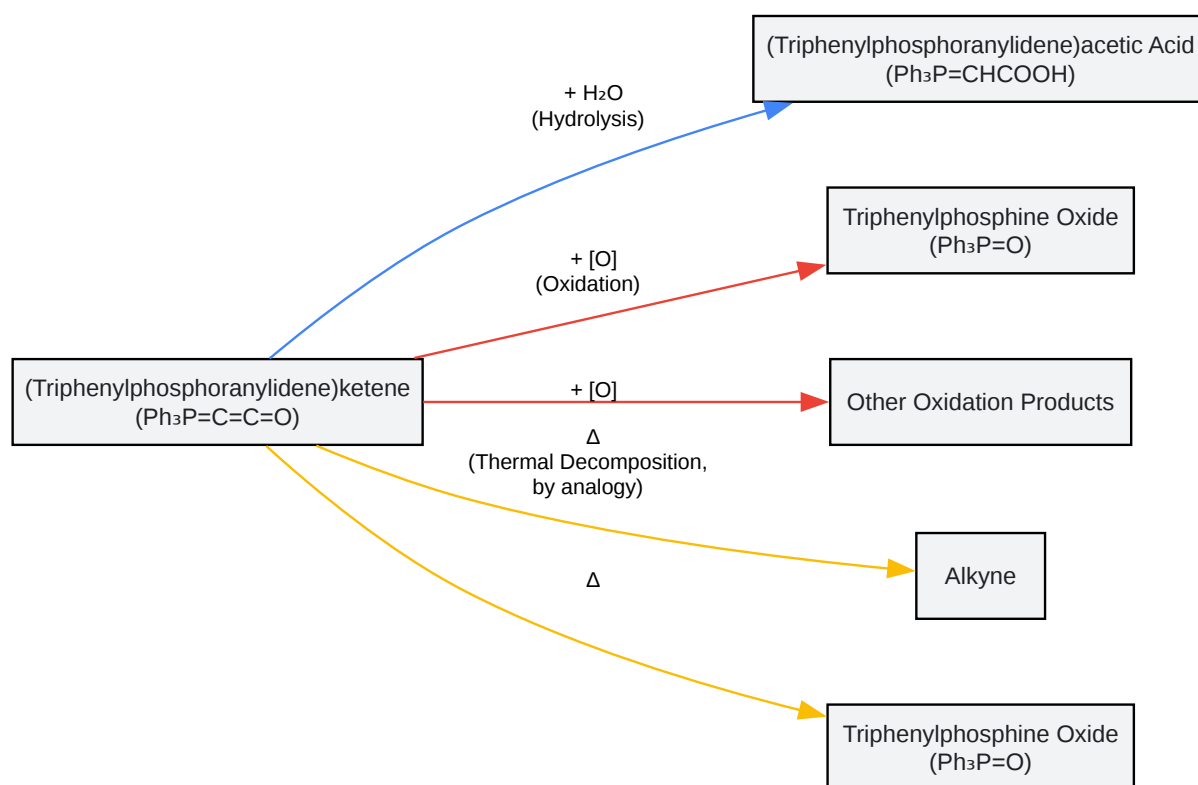 (Triphenylphosphoranylidene)acetic Acid
(Ph₃P=CHCOOH)
+ H₂O
(Hydrolysis)
Triphenylphosphine Oxide
(Ph₃P=O)
+ [O]
(Oxidation)
(Triphenylphosphoranylidene)ketene
(Ph₃P=C=C=O)
+ [O]
Other Oxidation Products
Δ
(Thermal Decomposition,
by analogy)
Alkyne
Δ
Triphenylphosphine Oxide
(Ph₃P=O)